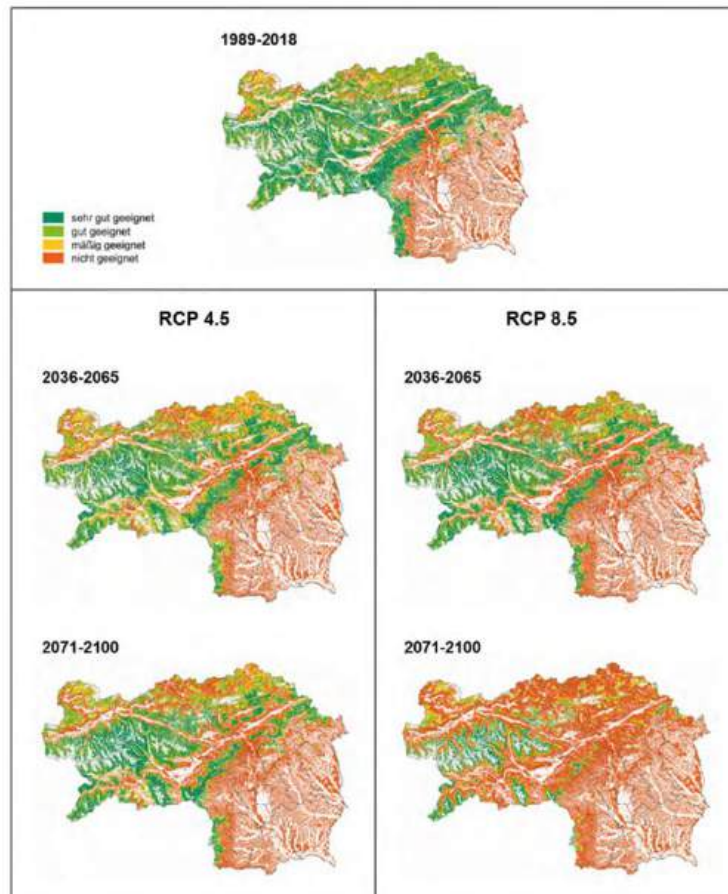 1989-2018
sehr gut geeignet
gut geeignet
mäßig geeignet
nicht geeignet
RCP 4.5
RCP 8.5
2036-2065
2036-2065
2071-2100
2071-2100